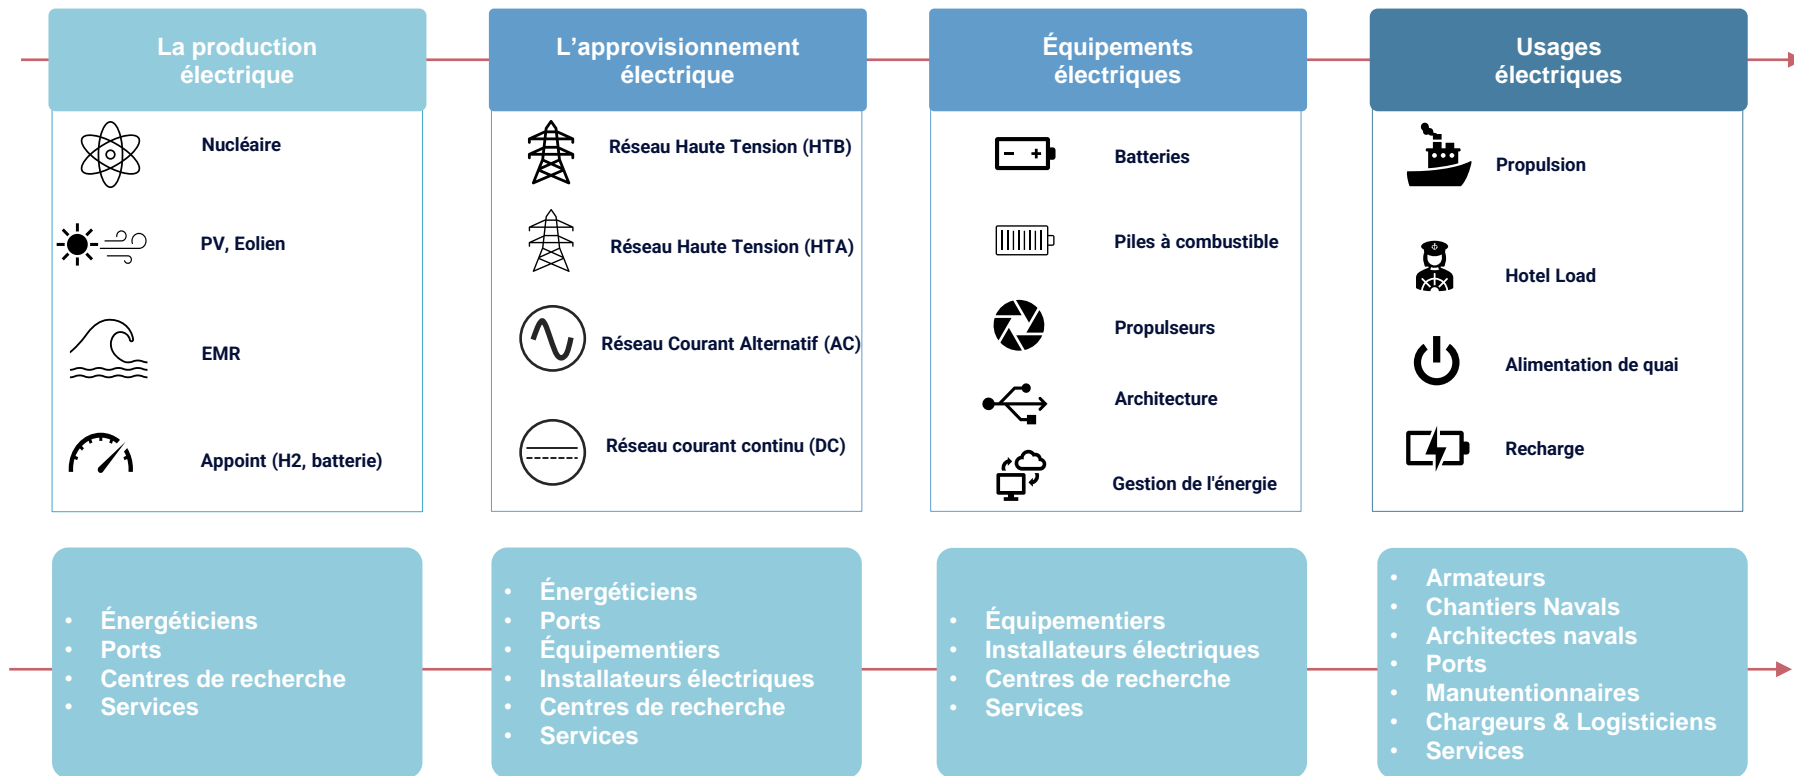 La production
électrique
Nucléaire
PV, Eolien
EMR
Appoint (H2, batterie)
L'approvisionnement
électrique
Réseau Haute Tension (HTB)
Réseau Haute Tension (HTA)
Réseau Courant Alternatif (AC)
Réseau courant continu (DC)
Équipements
électriques
Batteries
Piles à combustible
Propulseurs
Architecture
Gestion de l'énergie
Usages
électriques
Propulsion
Hotel Load
Alimentation de quai
Recharge
• Énergéticiens
• Ports
• Centres de recherche
• Services
• Énergéticiens
• Ports
• Équipementiers
• Installateurs électriques
• Centres de recherche
• Services
• Équipementiers
• Installateurs électriques
• Centres de recherche
• Services
• Armateurs
• Chantiers Navals
• Architectes navals
• Ports
• Manutentionnaires
• Chargeurs & Logisticiens
• Services